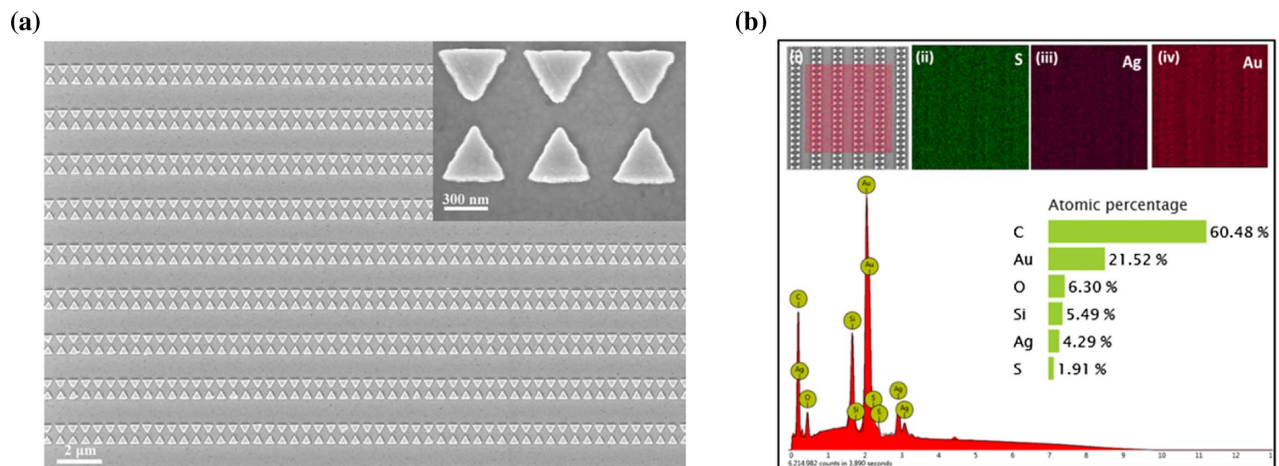 (a)
300 nm
2 μm
(b)
(i)
(ii)
S
(iii)
Ag
(iv)
Au
Atomic percentage
C 60.48 %
Au 21.52 %
O 6.30 %
Si 5.49 %
Ag 4.29 %
S 1.91 %
Au
Au
C
Si
Ag
O
Si
S
S
Ag
Ag
0 1 2 3 4 5 6 7 8 9 10 11 12 13
6,214,982 counts in 3.890 seconds